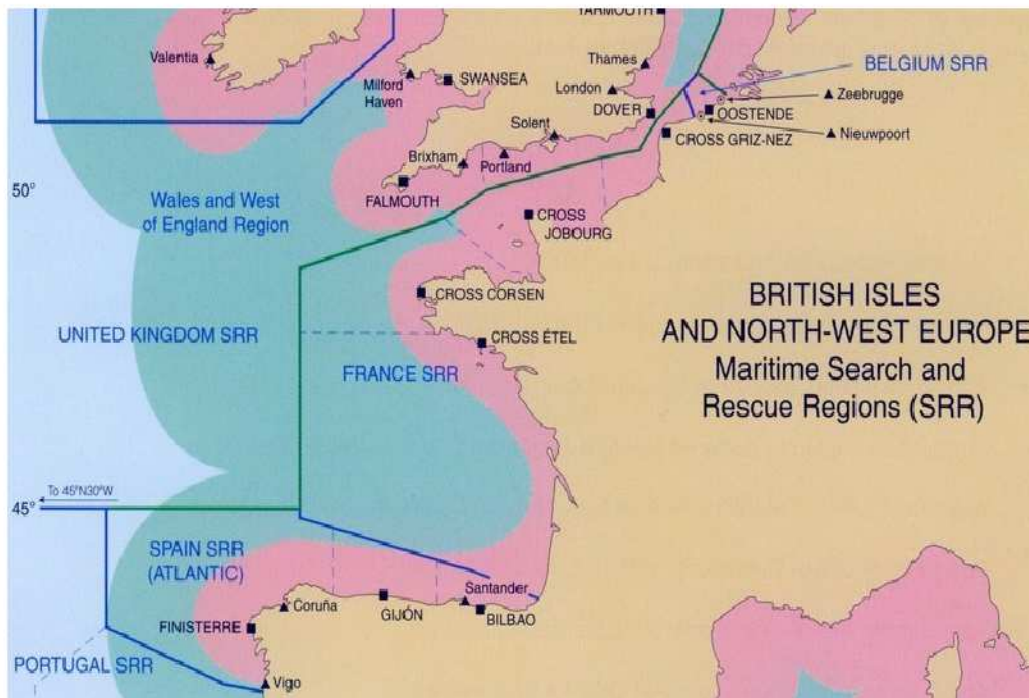 YARMOUTH
Valentia
Milford
Haven
SWANSEA
Thames
London
BELGIUM SRR
Zeebrugge
DOVER
OOSTENDE
Solent
CROSS GRIZ-NEZ
Nieuwpoort
Brixham
Portland
50°
FALMOUTH
Wales and West
of England Region
CROSS
JOBOURG
CROSS CORSEN
BRITISH ISLES
AND NORTH-WEST EUROPE
Maritime Search and
Rescue Regions (SRR)
UNITED KINGDOM SRR
CROSS ÉTEL
FRANCE SRR
To 45°N30°W
45°
SPAIN SRR
(ATLANTIC)
Santander
Coruña
GIJÓN
BILBAO
FINISTERRE
PORTUGAL SRR
Vigo